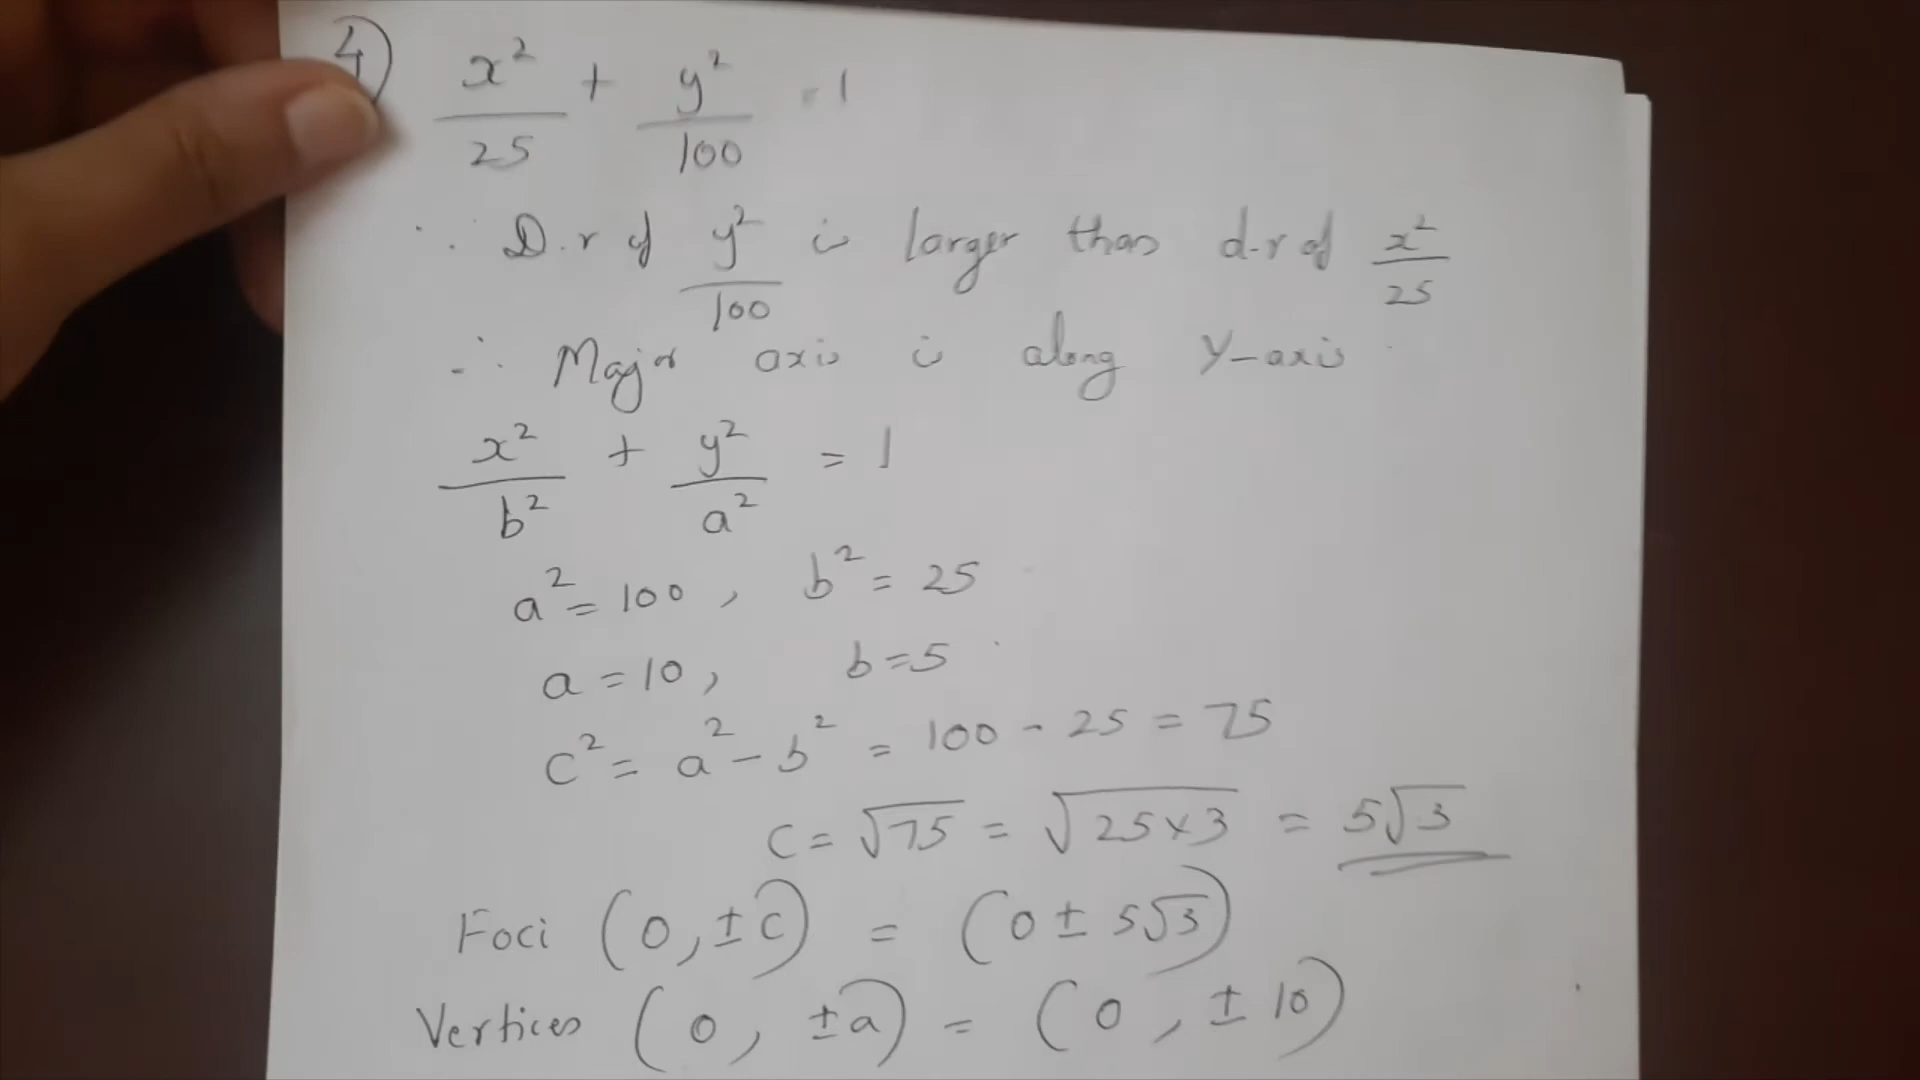 4) x²/25 + y²/100 = 1
∵ D.r of y²/100 is larger than d.r of x²/25
∴ Major axis is along Y-axis
x²/b² + y²/a² = 1
a² = 100 , b² = 25
a = 10 , b = 5
c² = a² - b² = 100 - 25 = 75
c = √75 = √25×3 = 5√3
Foci (0, ±c) = (0 ± 5√3)
Vertices (0, ±a) = (0, ± 10)